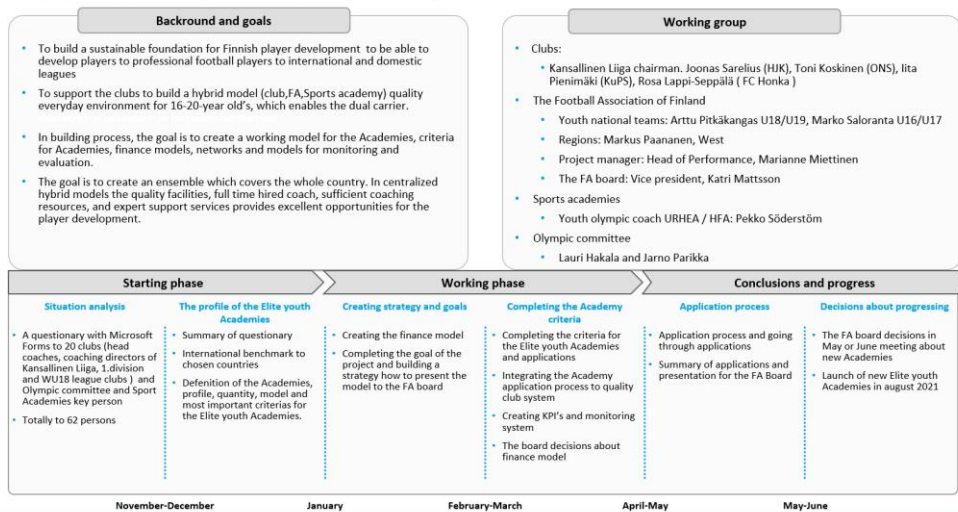 Backround and goals
• To build a sustainable foundation for Finnish player development to be able to
develop players to professional football players to international and domestic
leagues
• To support the clubs to build a hybrid model (club,FA,Sports academy) quality
everyday environment for 16-20-year old's, which enables the dual carrier.
• In building process, the goal is to create a working model for the Academies, criteria
for Academies, finance models, networks and models for monitoring and
evaluation.
• The goal is to create an ensemble which covers the whole country. In centralized
hybrid models the quality facilities, full time hired coach, sufficient coaching
resources, and expert support services provides excellent opportunities for the
player development.
Working group
• Clubs:
• Kansallinen Liiga chairman. Joonas Sarelius (HJK), Toni Koskinen (ONS), Iita
Pienimäki (KuPS), Rosa Lappi-Seppälä ( FC Honka )
• The Football Association of Finland
• Youth national teams: Arttu Pitkäkangas U18/U19, Marko Saloranta U16/U17
• Regions: Markus Paananen, West
• Project manager: Head of Performance, Marianne Miettinen
• The FA board: Vice president, Katri Mattsson
• Sports academies
• Youth olympic coach URHEA / HFA: Pekko Söderstöm
• Olympic committee
• Lauri Hakala and Jarno Parikka
Starting phase
Situation analysis
• A questionary with Microsoft
Forms to 20 clubs (head
coaches, coaching directors of
Kansallinen Liiga, 1.division
and WU18 league clubs ) and
Olympic committee and Sport
Academies key person
• Totally to 62 persons
The profile of the Elite youth
Academies
• Summary of questionary
• International benchmark to
chosen countries
• Defenition of the Academies,
profile, quantity, model and
most important criterias for
the Elite youth Academies.
Working phase
Creating strategy and goals
• Creating the finance model
• Completing the goal of the
project and building a
strategy how to present the
model to the FA board
Completing the Academy
criteria
• Completing the criteria for
the Elite youth Academies
and applications
• Integrating the Academy
application process to quality
club system
• Creating KPI's and monitoring
system
• The board decisions about
finance model
Conclusions and progress
Application process
• Application process and going
through applications
• Summary of applications and
presentation for the FA Board
Decisions about progressing
• The FA board decisions in
May or June meeting about
new Academies
• Launch of new Elite youth
Academies in august 2021
November-December
January
February-March
April-May
May-June